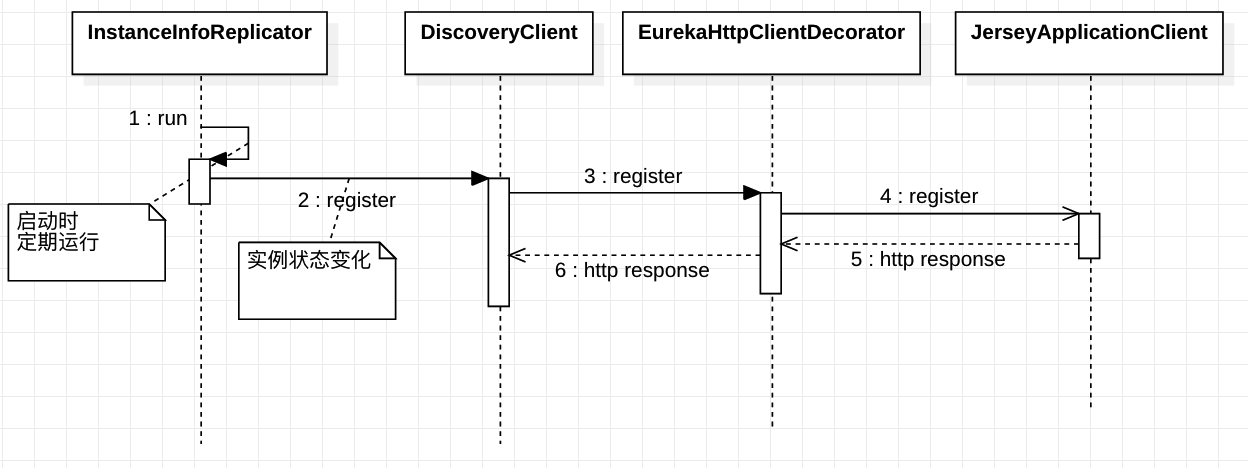 InstanceInfoReplicator
DiscoveryClient
EurekaHttpClientDecorator
JerseyApplicationClient
1 : run
2 : register
3 : register
4 : register
5 : http response
6 : http response
启动时
定期运行
实例状态变化